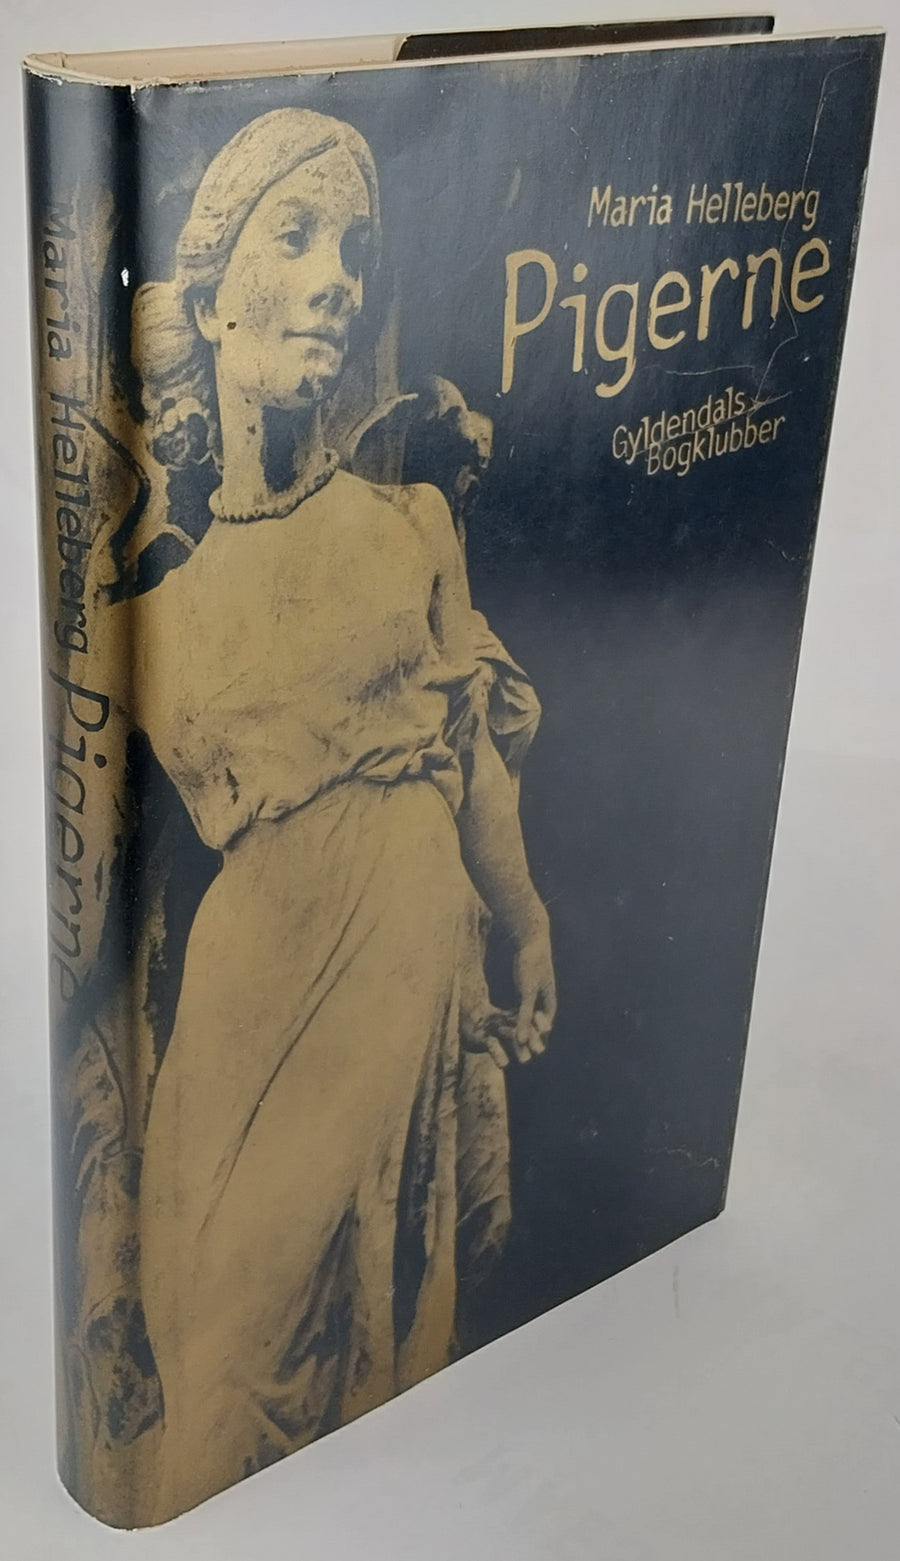 Maria Helleberg
Pigerne
Gyldendals
Bogklubber
Maria Helleberg Pigerne